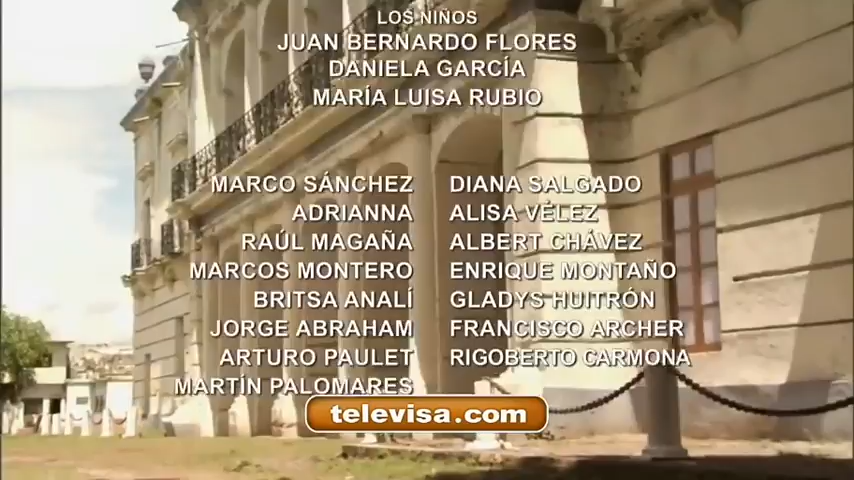 LOS NIÑOS
JUAN BERNARDO FLORES
DANIELA GARCÍA
MARÍA LUISA RUBIO
MARCO SÁNCHEZ DIANA SALGADO
ADRIANNA ALISA VÉLEZ
RAÚL MAGAÑA ALBERT CHÁVEZ
MARCOS MONTERO ENRIQUE MONTAÑO
BRITSA ANALÍ GLADYS HUITRÓN
JORGE ABRAHAM FRANCISCO ARCHER
ARTURO PAULET RIGOBERTO CARMONA
MARTÍN PALOMARES
televisa.com